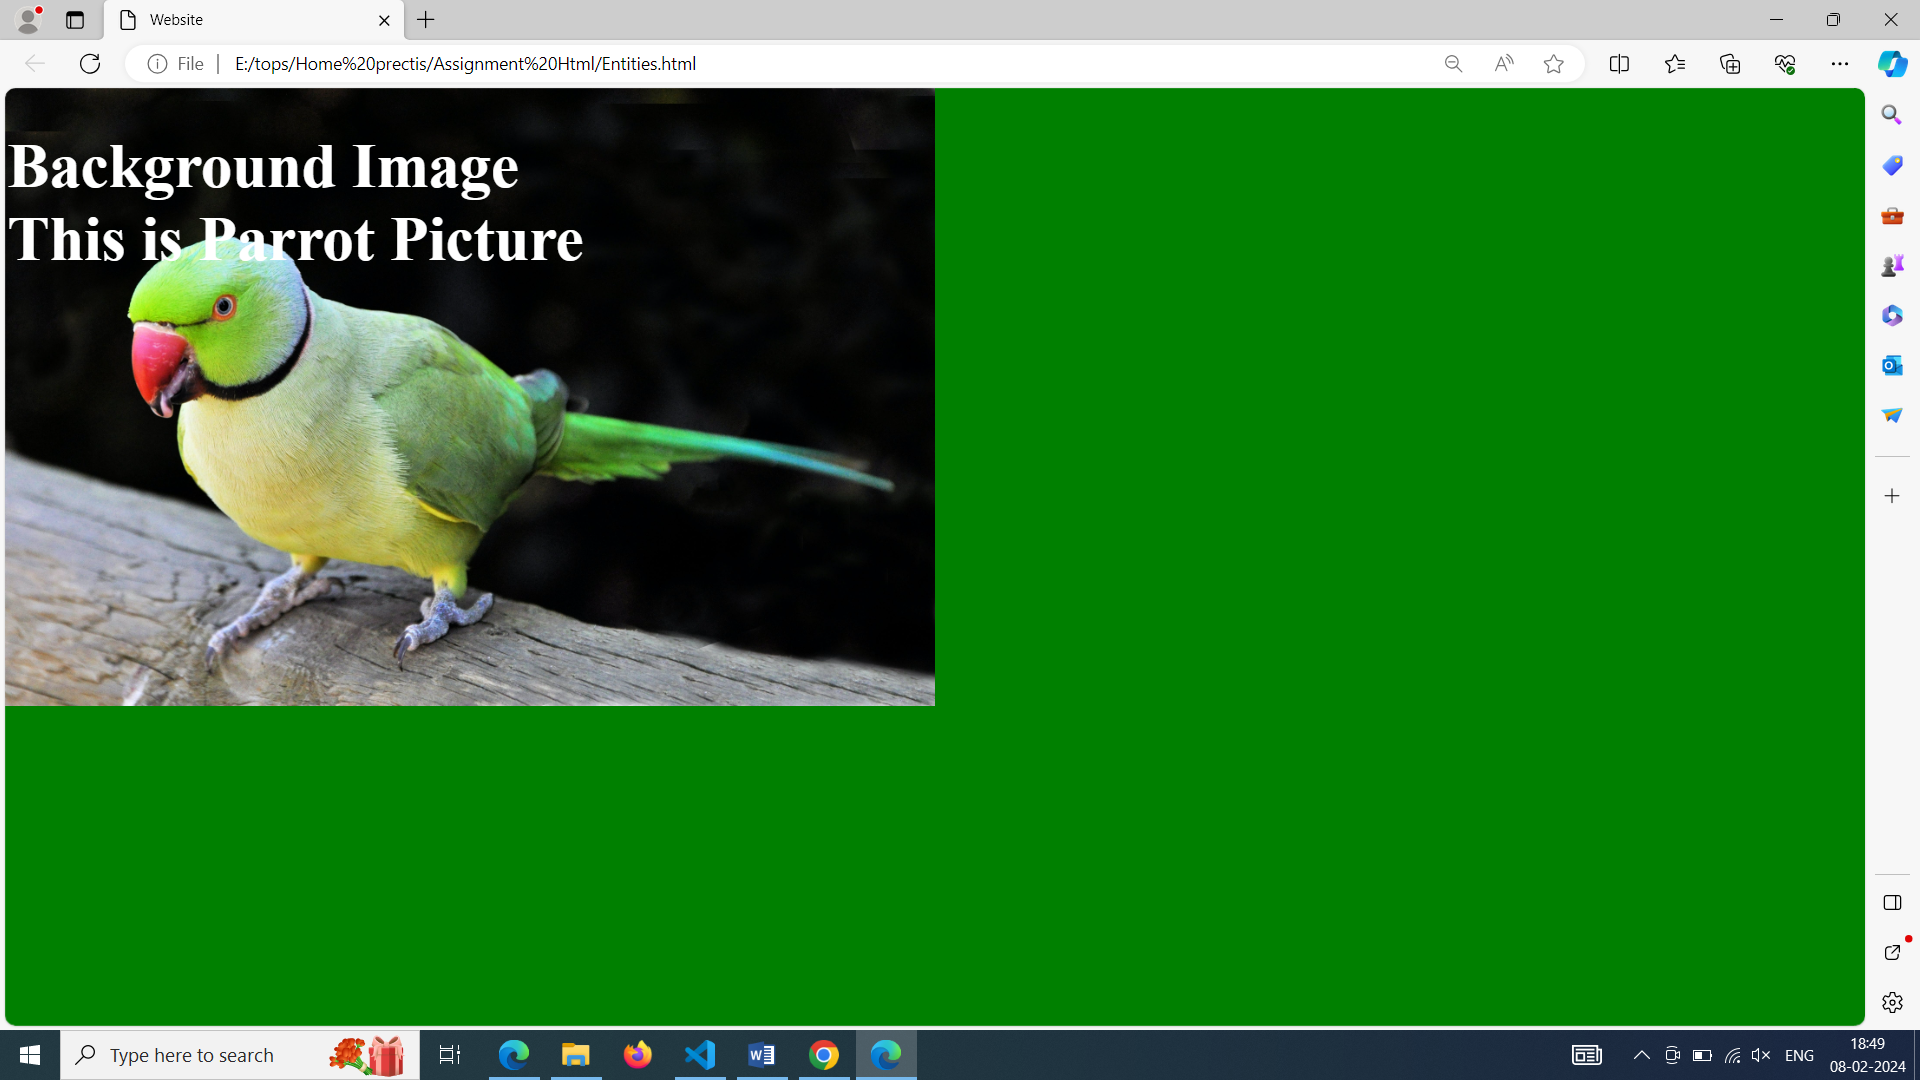 Website
File
E:/tops/Home%20prectis/Assignment%20Html/Entities.html
Background Image
This is Parrot Picture
Type here to search
ENG
18:49
08-02-2024